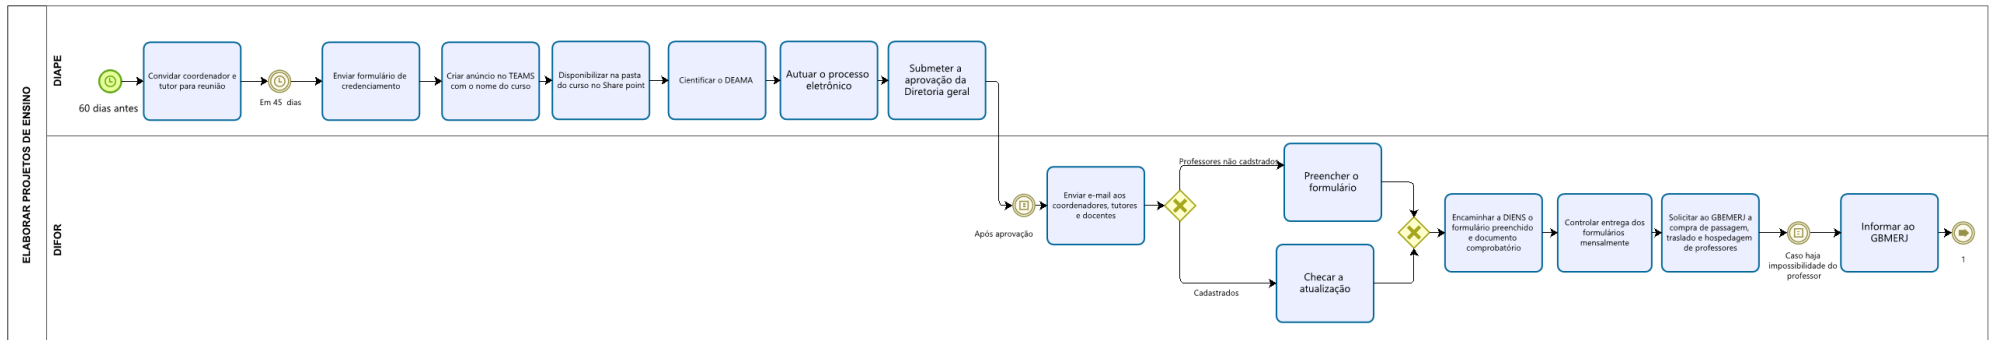 ELABORAR PROJETOS DE ENSINO
DIAPE
60 dias antes
Convidar coordenador e
tutor para reunião
Em 45 dias
Enviar formulário de
credenciamento
Criar anúncio no TEAMS
com o nome do curso
Disponibilizar na pasta
do curso no Share point
Cientificar o DEAMA
Autuar o processo
eletrônico
Submeter a
aprovação da
Diretoria geral
DIFOR
Após aprovação
Enviar e-mail aos
coordenadores, tutores
e docentes
Professores não cadstrados
Preencher o
formulário
Cadastrados
Checar a
atualização
Encaminhar a DIENS o
formulário preenchido
e documento
comprobatório
Controlar entrega dos
formulários
mensalmente
Solicitar ao GBEMERJ a
compra de passagem,
traslado e hospedagem
de professores
Caso haja
impossibilidade do
professor
Informar ao
GBMERJ
1